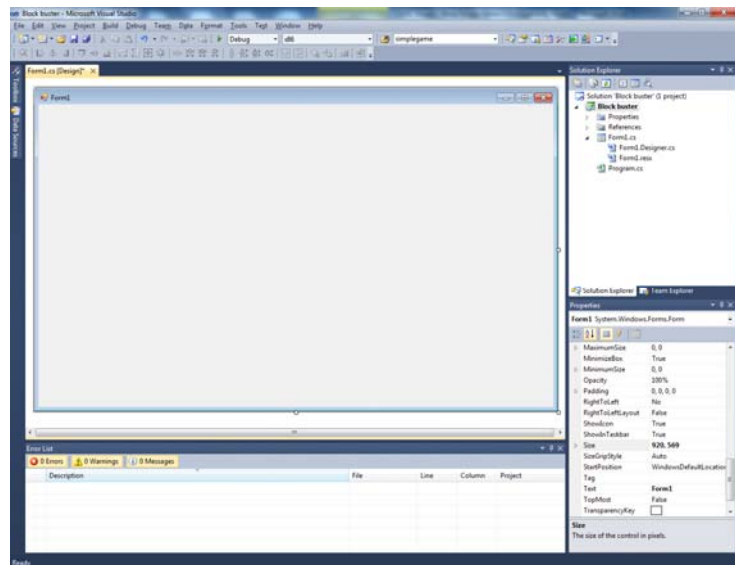 Block buster - Microsoft Visual Studio
File Edit View Project Build Debug Team Data Format Tools Test Window Help
Debug
simplegame
Form1.cs [Design]*
Toolbox
Data Sources
Form1
Solution Explorer
Solution 'Block buster' (1 project)
Block buster
Properties
References
Form1.cs
Form1.Designer.cs
Form1.resx
Program.cs
Solution Explorer Team Explorer
Properties
Form1 System.Windows.Forms.Form
MaximumSize 0, 0
MinimizeBox True
MinimumSize 0, 0
Opacity 100%
Padding 0, 0, 0, 0
RightToLeft No
RightToLeftLayout False
ShowIcon True
ShowInTaskbar True
Size 920, 569
SizeGripStyle Auto
StartPosition WindowsDefaultLocation
Tag
Text Form1
TopMost False
TransparencyKey
Size
The size of the control in pixels.
Error List
0 Errors 0 Warnings 0 Messages
Description File Line Column Project
Ready